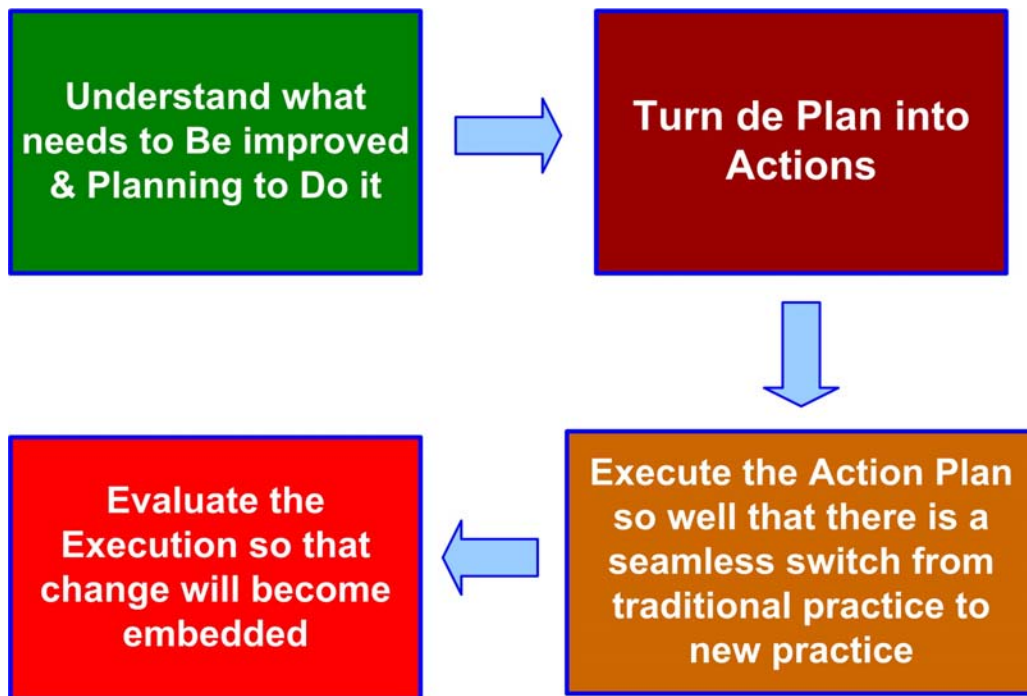 Understand what
needs to Be improved
& Planning to Do it
Turn de Plan into
Actions
Execute the Action Plan
so well that there is a
seamless switch from
traditional practice to
new practice
Evaluate the
Execution so that
change will become
embedded